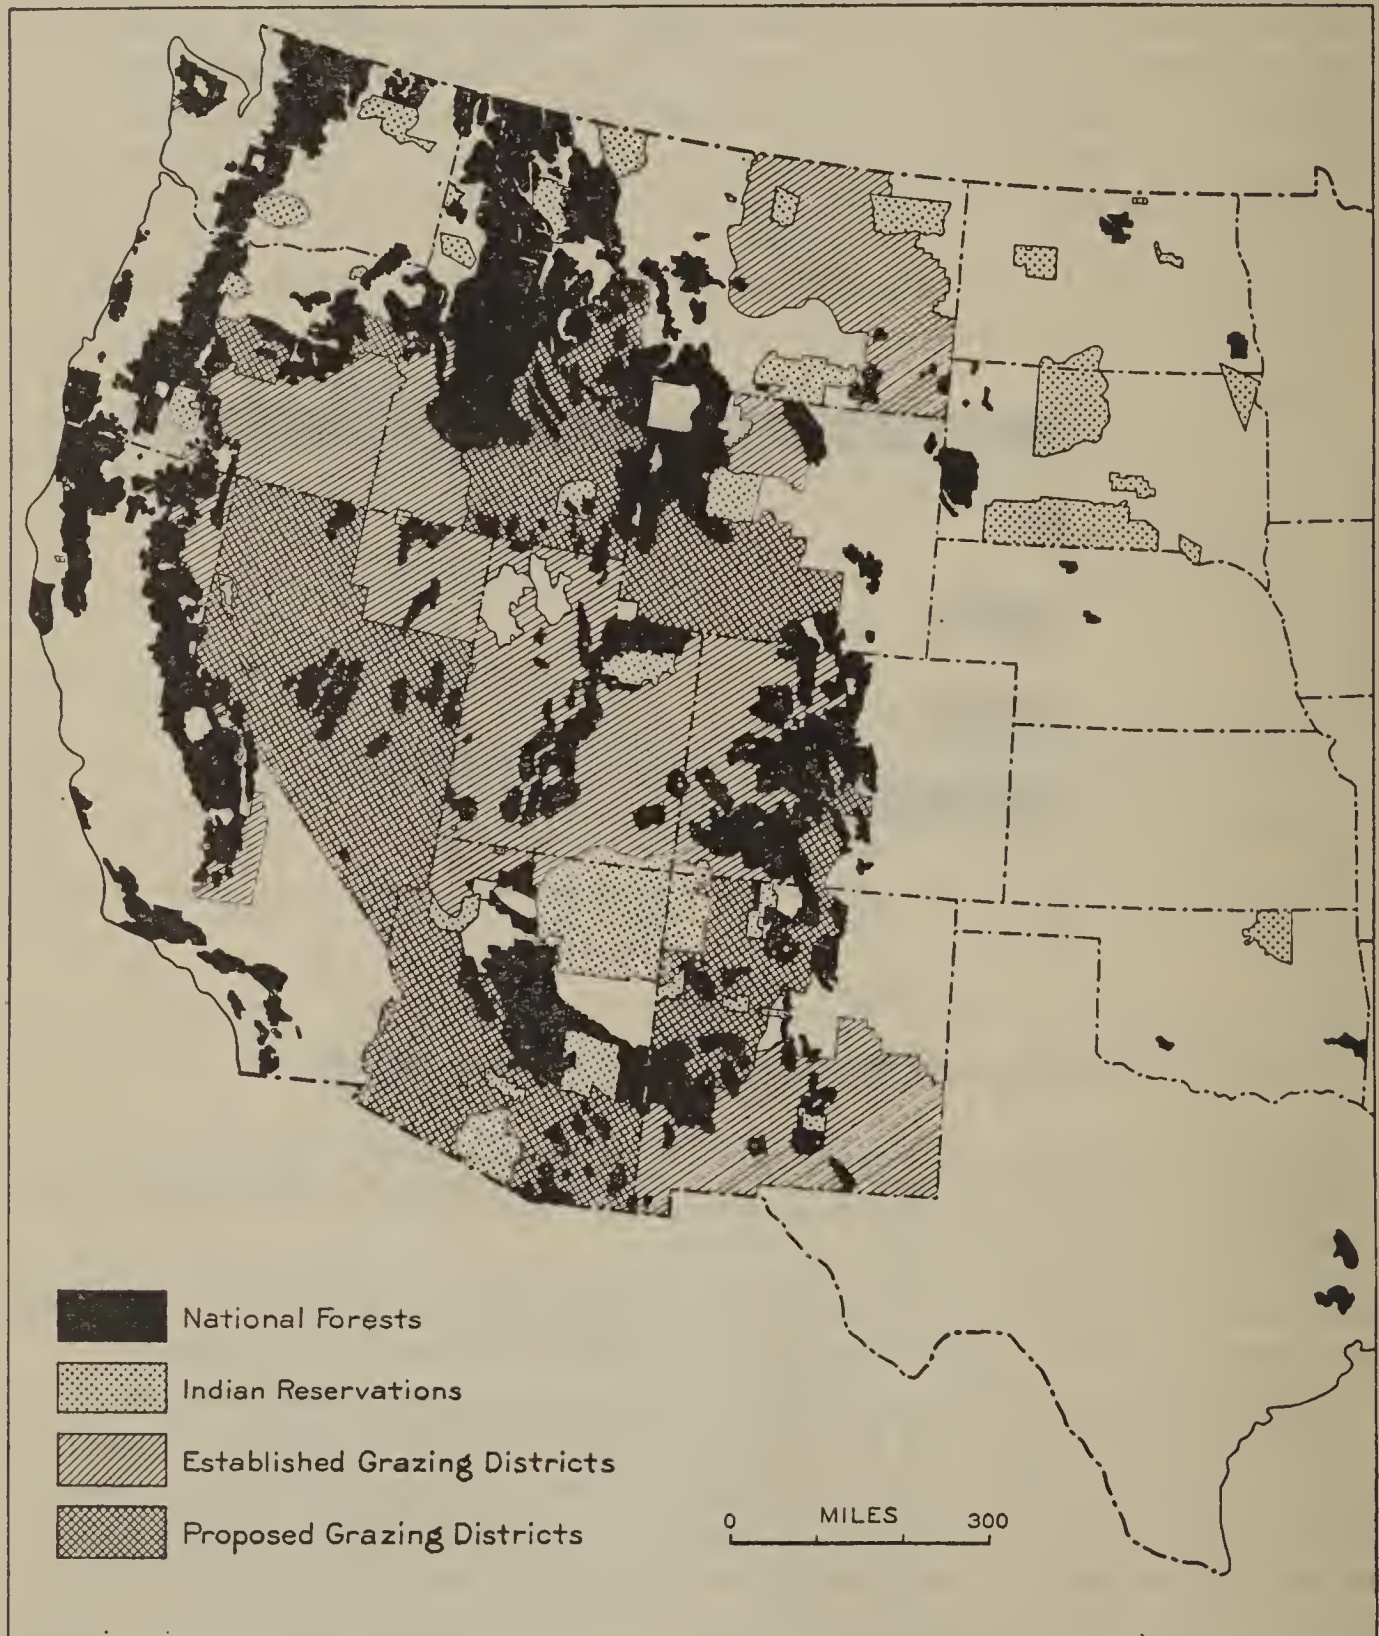 National Forests
Indian Reservations
Established Grazing Districts
Proposed Grazing Districts
MILES
0 300